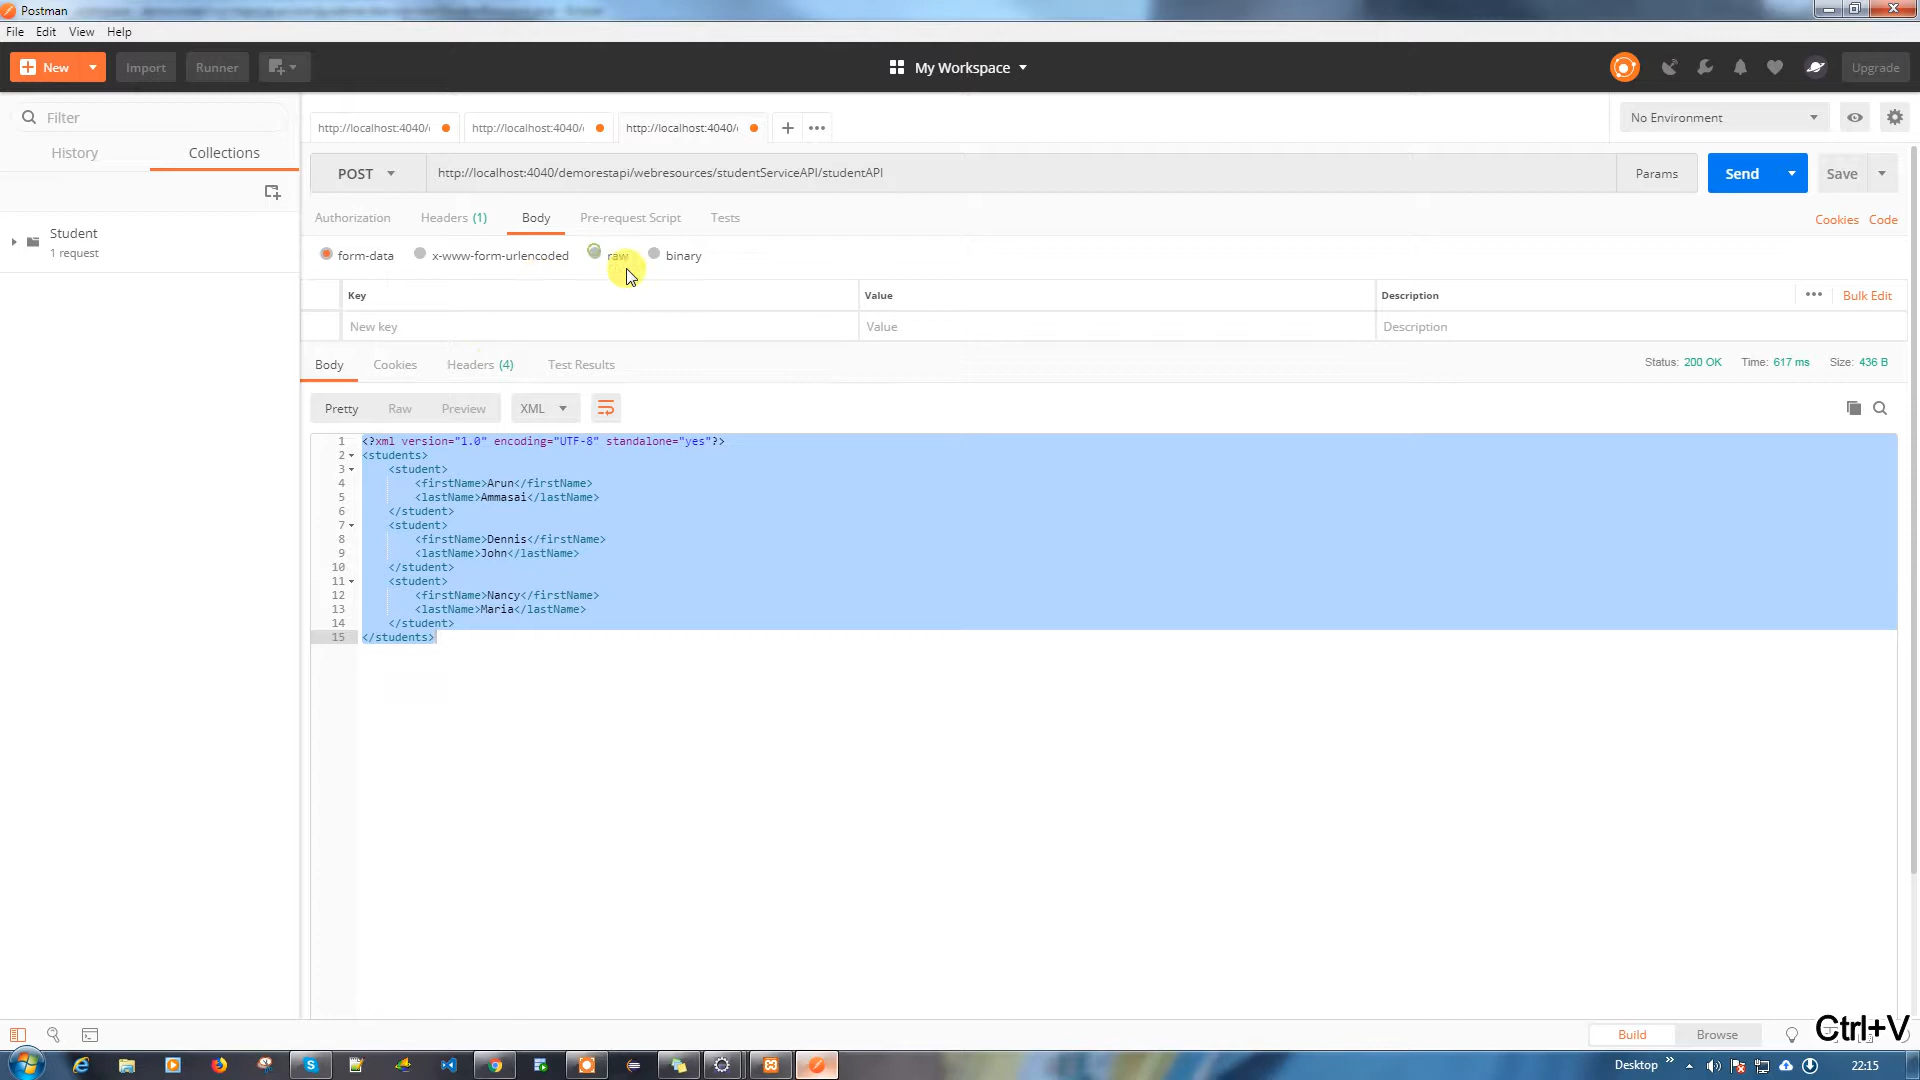 Postman
File Edit View Help
New Import Runner My Workspace Upgrade
Filter
History Collections
Student
1 request
http://localhost:4040/( http://localhost:4040/( http://localhost:4040/( No Environment
POST http://localhost:4040/demorestapi/webresources/studentServiceAPI/studentAPI Params Send Save
Authorization Headers (1) Body Pre-request Script Tests Cookies Code
form-data x-www-form-urlencoded raw binary
Key Value Description Bulk Edit
New key Value Description
Body Cookies Headers (4) Test Results Status: 200 OK Time: 617 ms Size: 436 B
Pretty Raw Preview XML
1 <?xml version="1.0" encoding="UTF-8" standalone="yes"?>
2 <students>
3 <student>
4 <firstName>Arun</firstName>
5 <lastName>Ammasai</lastName>
6 </student>
7 <student>
8 <firstName>Dennis</firstName>
9 <lastName>John</lastName>
10 </student>
11 <student>
12 <firstName>Nancy</firstName>
13 <lastName>Maria</lastName>
14 </student>
15 </students>
Build Browse Ctrl+V
Desktop 22:15